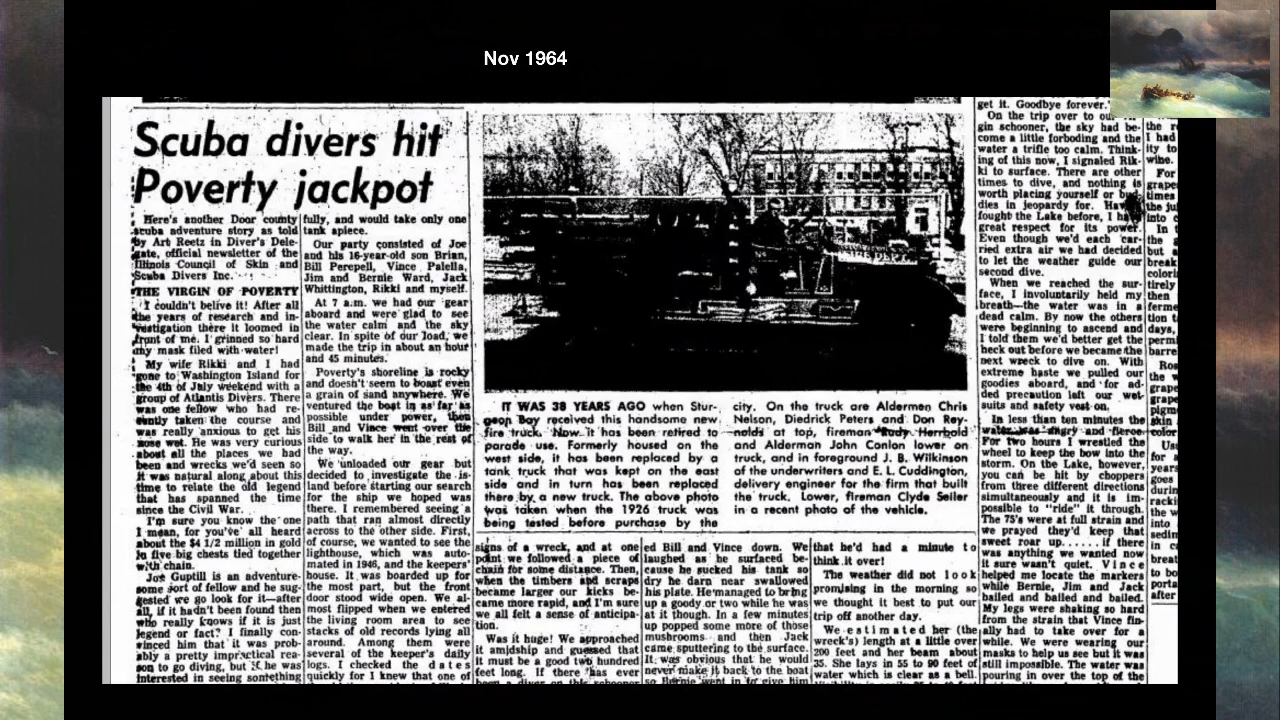 Nov 1964
Scuba divers hit
Poverty jackpot
Here's another Door county
scuba adventure story as told
by Art Reetz in Diver's Dele-
gate, official newsletter of the
Illinois Council of Skin and
Scuba Divers Inc.
THE VIRGIN OF POVERTY
I couldn't belive it! After all
the years of research and in-
vestigation there it loomed in
front of me. I grinned so hard
my mask filed with water!
My wife Rikki and I had
gone to Washington Island for
the 4th of July weekend with a
group of Atlantis Divers. There
was one fellow who had re-
cently taken the course and
was really anxious to get his
nose wet. He was very curious
about all the places we had
been and wrecks we'd seen so
it was natural along about this
time to relate the old legend
that has spanned the time
since the Civil War.
I'm sure you know the one
I mean, for you've all heard
about the $4 1/2 million in gold
in five big chests tied together
with chain.
Joe Guptill is an adventure-
some sort of fellow and he sug-
gested we go look for it—after
all, if it hadn't been found then
who really knows if it is just
legend or fact? I finally con-
vinced him that it was prob-
ably a pretty impractical rea-
son to go diving, but if he was
interested in seeing something
fully, and would take only one
tank apiece.
Our party consisted of Joe
and his 16-year-old son Brian,
Bill Perepell, Vince Palella,
Jim and Bernie Ward, Jack
Whittington, Rikki and myself.
At 7 a.m. we had our gear
aboard and were glad to see
the water calm and the sky
clear. In spite of our load, we
made the trip in about an hour
and 45 minutes.
Poverty's shoreline is rocky
and doesn't seem to boast even
a grain of sand anywhere. We
ventured the boat in as far as
possible under power, then
Bill and Vince went over the
side to walk her in the rest of
the way.
We unloaded our gear but
decided to investigate the is-
land before starting our search
for the ship we hoped was
there. I remembered seeing a
path that ran almost directly
across to the other side. First,
of course, we wanted to see the
lighthouse, which was auto-
mated in 1946, and the keepers'
house. It was boarded up for
the most part, but the front
door stood wide open. We al-
most flipped when we entered
the living room area to see
stacks of old records lying all
around. Among them were
several of the keeper's daily
logs. I checked the dates
quickly for I knew that one of
IT WAS 38 YEARS AGO when Stur-
geon Bay received this handsome new
fire truck. Now it has been retired to
parade use. Formerly housed on the
west side, it has been replaced by a
tank truck that was kept on the east
side and in turn has been replaced
there by a new truck. The above photo
was taken when the 1926 truck was
being tested before purchase by the
city. On the truck are Aldermen Chris
Nelson, Diedrick Peters and Don Rey-
nolds at top, fireman Rudy Herrbold
and Alderman John Conlon lower on
truck, and in foreground J. B. Wilkinson
of the underwriters and E. L. Cuddington,
delivery engineer for the firm that built
the truck. Lower, fireman Clyde Seiler
in a recent photo of the vehicle.
signs of a wreck, and at one
point we followed a piece of
chain for some distance. Then,
when the timbers and scraps
became larger our kicks be-
came more rapid, and I'm sure
we all felt a sense of anticipa-
tion.
Was it huge! We approached
it amidship and guessed that
it must be a good two hundred
feet long. If there has ever
been a diver on this schooner
ed Bill and Vince down. We
laughed as he surfaced be-
cause he sucked his tank so
dry he darn near swallowed
his plate. He managed to bring
up a goody or two while he was
at it though. In a few minutes
up popped some more of those
mushrooms and then Jack
came sputtering to the surface.
It was obvious that he would
never make it back to the boat
so Bernie went in to give him
that he'd had a minute to
think it over!
The weather did not look
promising in the morning so
we thought it best to put our
trip off another day.
We estimated her (the
wreck's) length at a little over
200 feet and her beam about
35. She lays in 55 to 90 feet of
water which is clear as a bell.
get it. Goodbye forever.
On the trip over to our
gin schooner, the sky had be-
come a little forboding and the
water a trifle too calm. Think-
ing of this now, I signaled Rik-
ki to surface. There are other
times to dive, and nothing is
worth placing yourself or bud-
dies in jeopardy for. Having
fought the Lake before, I have
great respect for its power.
Even though we'd each car-
ried extra air we had decided
to let the weather guide our
second dive.
When we reached the sur-
face, I involuntarily held my
breath—the water was in a
dead calm. By now the others
were beginning to ascend and
I told them we'd better get the
heck out before we became the
next wreck to dive on. With
extreme haste we pulled our
goodies aboard, and for ad-
ded precaution left our wet-
suits and safety vest on.
In less than ten minutes the
water was angry and fierce.
For two hours I wrestled the
wheel to keep the bow into the
storm. On the Lake, however,
you can be hit by choppers
from three different directions
simultaneously and it is im-
possible to "ride" it through.
The 75's were at full strain and
we prayed they'd keep that
sweet roar up...... if there
was anything we wanted now
it sure wasn't quiet. Vince
helped me locate the markers
while Bernie, Jim and Jack
bailed and bailed and bailed.
My legs were shaking so hard
from the strain that Vince fin-
ally had to take over for a
while. We were wearing our
masks to help us see but it was
still impossible. The water was
pouring in over the top of the